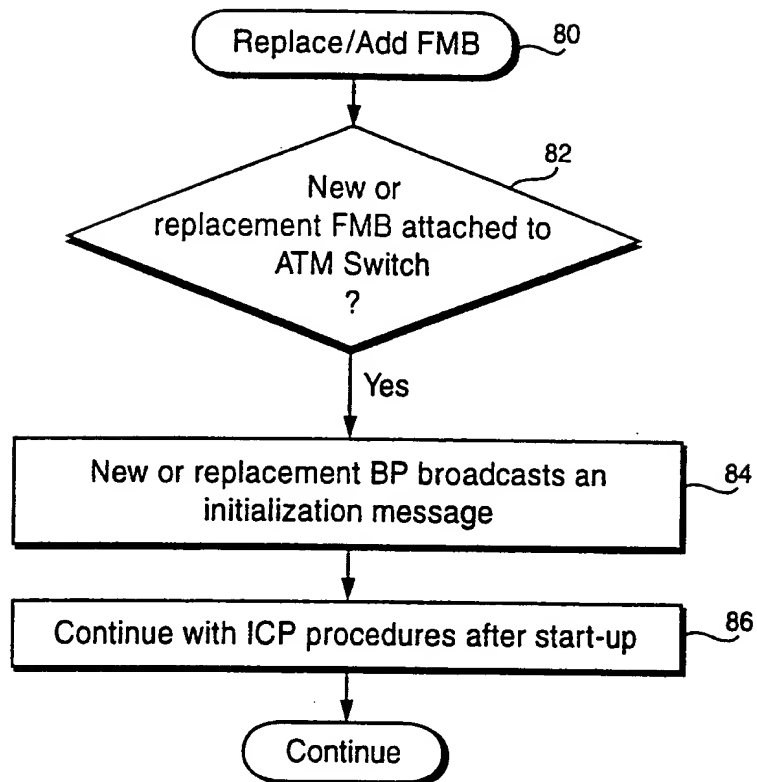 Replace/Add FMB
80
82
New or
replacement FMB attached to
ATM Switch
?
Yes
New or replacement BP broadcasts an
initialization message
84
Continue with ICP procedures after start-up
86
Continue